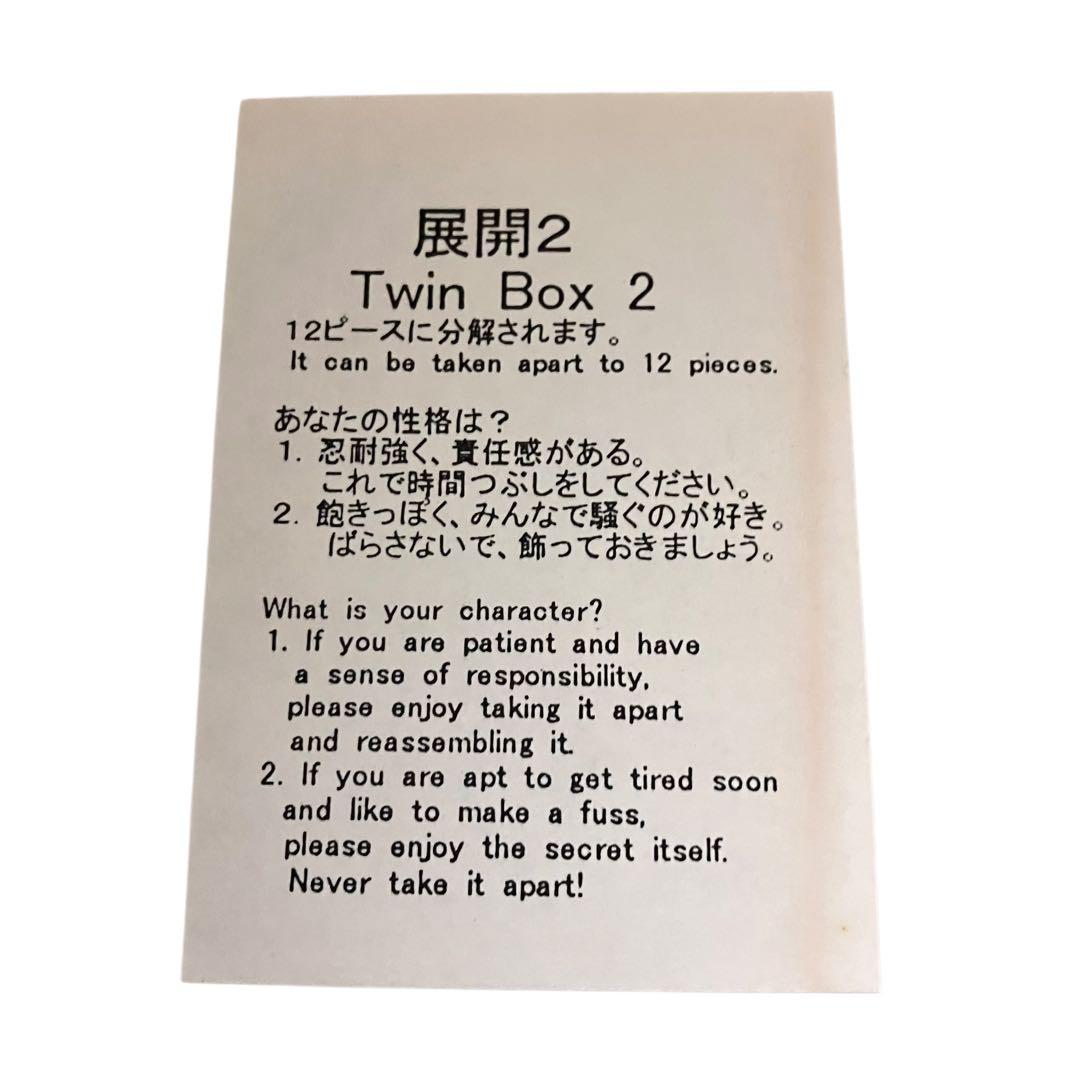 展開2
Twin Box 2
12ピースに分解されます。
It can be taken apart to 12 pieces.
あなたの性格は？
1. 忍耐強く、責任感がある。
これで時間つぶしをしてください。
2. 飽きっぽく、みんなで騒ぐのが好き。
ばらさないで、飾っておきましょう。
What is your character?
1. If you are patient and have
a sense of responsibility,
please enjoy taking it apart
and reassembling it.
2. If you are apt to get tired soon
and like to make a fuss,
please enjoy the secret itself.
Never take it apart!